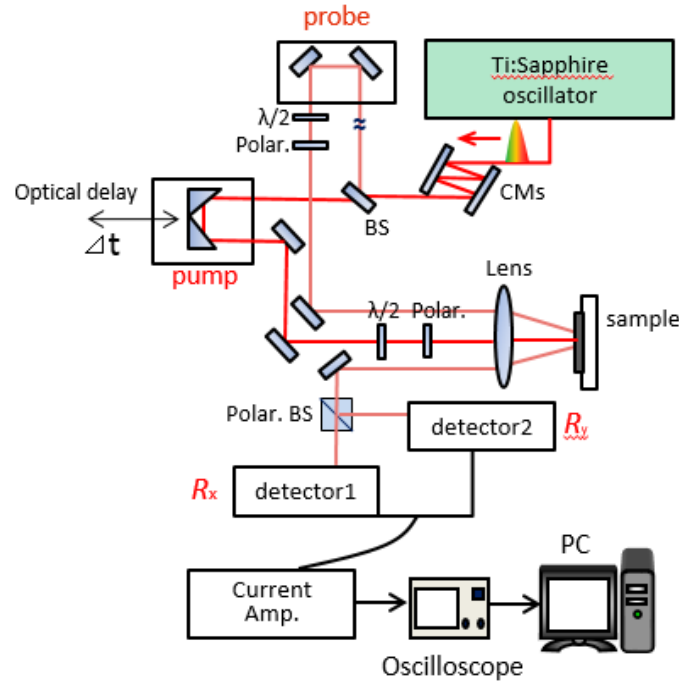 probe
Ti:Sapphire
oscillator
λ/2
≈
Polar.
CMs
Optical delay
⊿t
BS
pump
Lens
λ/2 Polar.
sample
Polar. BS
detector2
Ry
Rx
detector1
PC
Current
Amp.
Oscilloscope